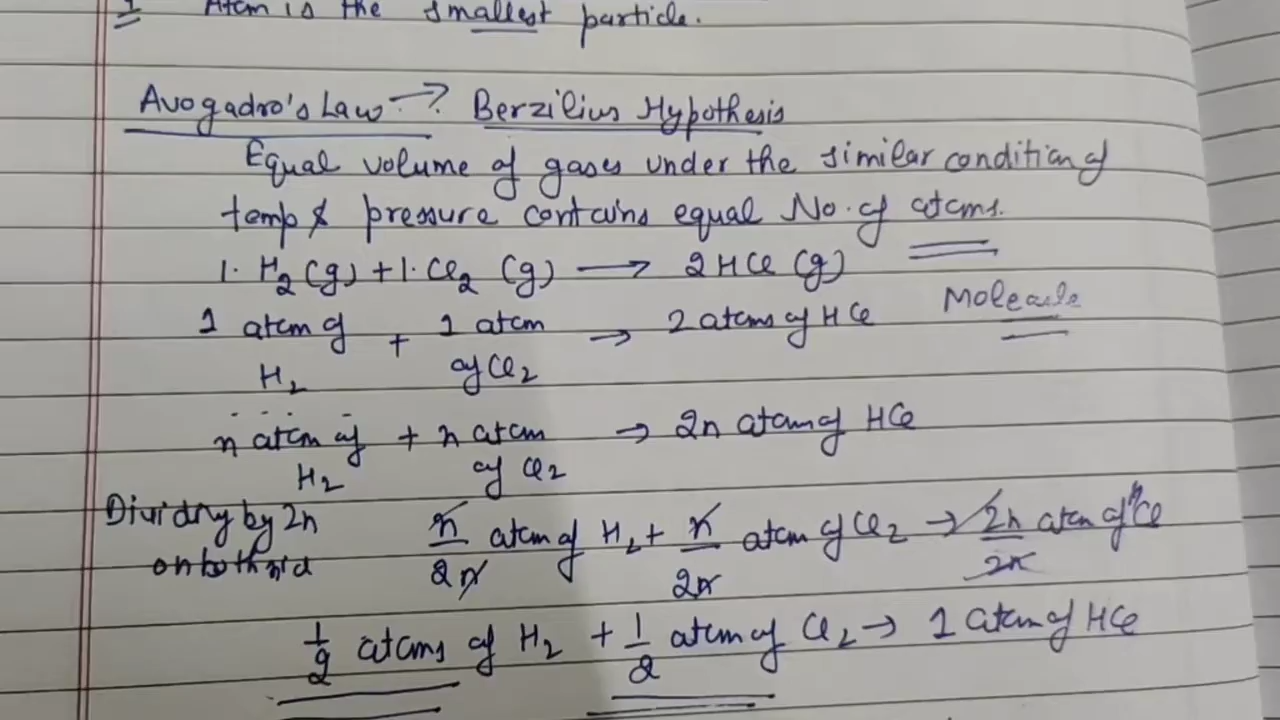 1 Atom is the smallest particle.
Avogadro's Law → Berzilius Hypothesis
Equal volume of gases under the similar condition of
temp & pressure contains equal No. of atoms.
1. H2 (g) + 1. Cl2 (g) → 2 HCl (g)
Molecule
1 atom of H2 + 1 atom of Cl2 → 2 atoms of HCl
n atom of H2 + n atom of Cl2 → 2n atom of HCl
Dividing by 2n
on both sid
n/2n atom of H2 + n/2n atom of Cl2 → 2n/2n atom of HCl
1/2 atoms of H2 + 1/2 atom of Cl2 → 1 atom of HCl